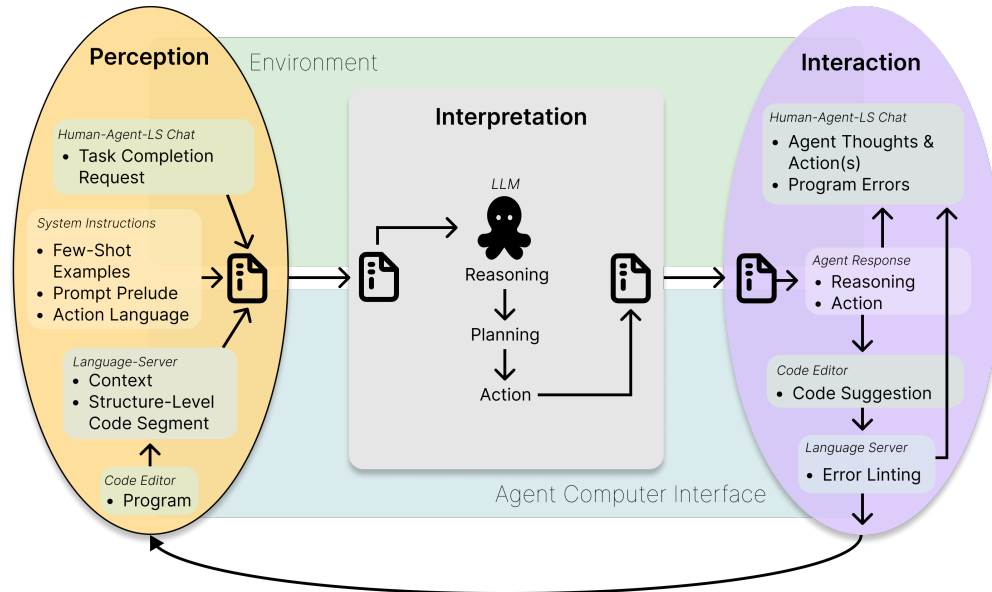 Perception
Environment
Human-Agent-LS Chat
• Task Completion
Request
System Instructions
• Few-Shot
Examples
• Prompt Prelude
• Action Language
Language-Server
• Context
• Structure-Level
Code Segment
Code Editor
• Program
Interpretation
LLM
Reasoning
Planning
Action
Agent Computer Interface
Interaction
Human-Agent-LS Chat
• Agent Thoughts &
Action(s)
• Program Errors
Agent Response
• Reasoning
• Action
Code Editor
• Code Suggestion
Language Server
• Error Linting